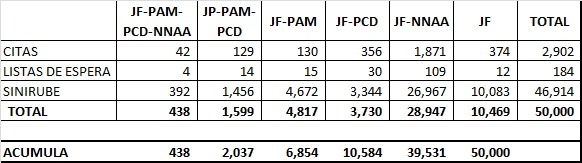 JF-PAM-PCD-NNAA JP-PAM-PCD JF-PAM JF-PCD JF-NNAA JF TOTAL
CITAS 42 129 130 356 1,871 374 2,902
LISTAS DE ESPERA 4 14 15 30 109 12 184
SINIRUBE 392 1,456 4,672 3,344 26,967 10,083 46,914
TOTAL 438 1,599 4,817 3,730 28,947 10,469 50,000
ACUMULA 438 2,037 6,854 10,584 39,531 50,000